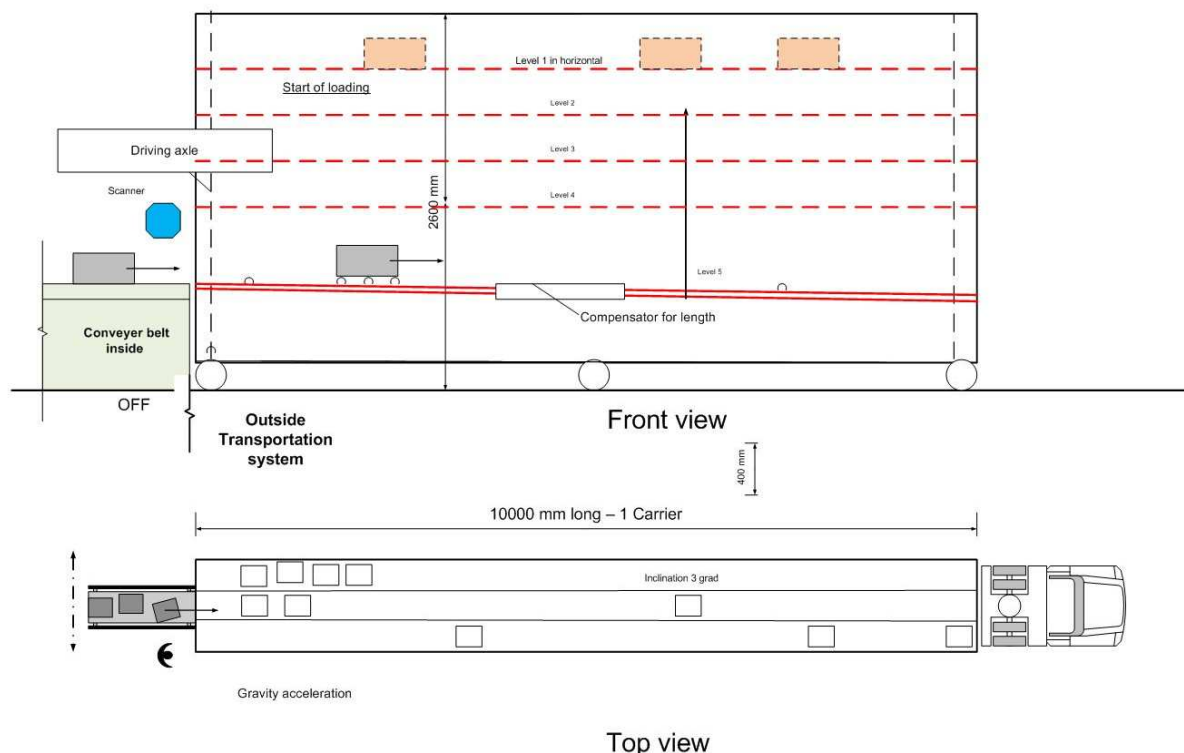 Level 1 in horizontal
Start of loading
Level 2
Driving axle
Level 3
Scanner
Level 4
2600 mm
Level 5
Compensator for length
Conveyer belt
inside
OFF
Outside
Transportation
system
Front view
400 mm
10000 mm long – 1 Carrier
Inclination 3 grad
Gravity acceleration
Top view